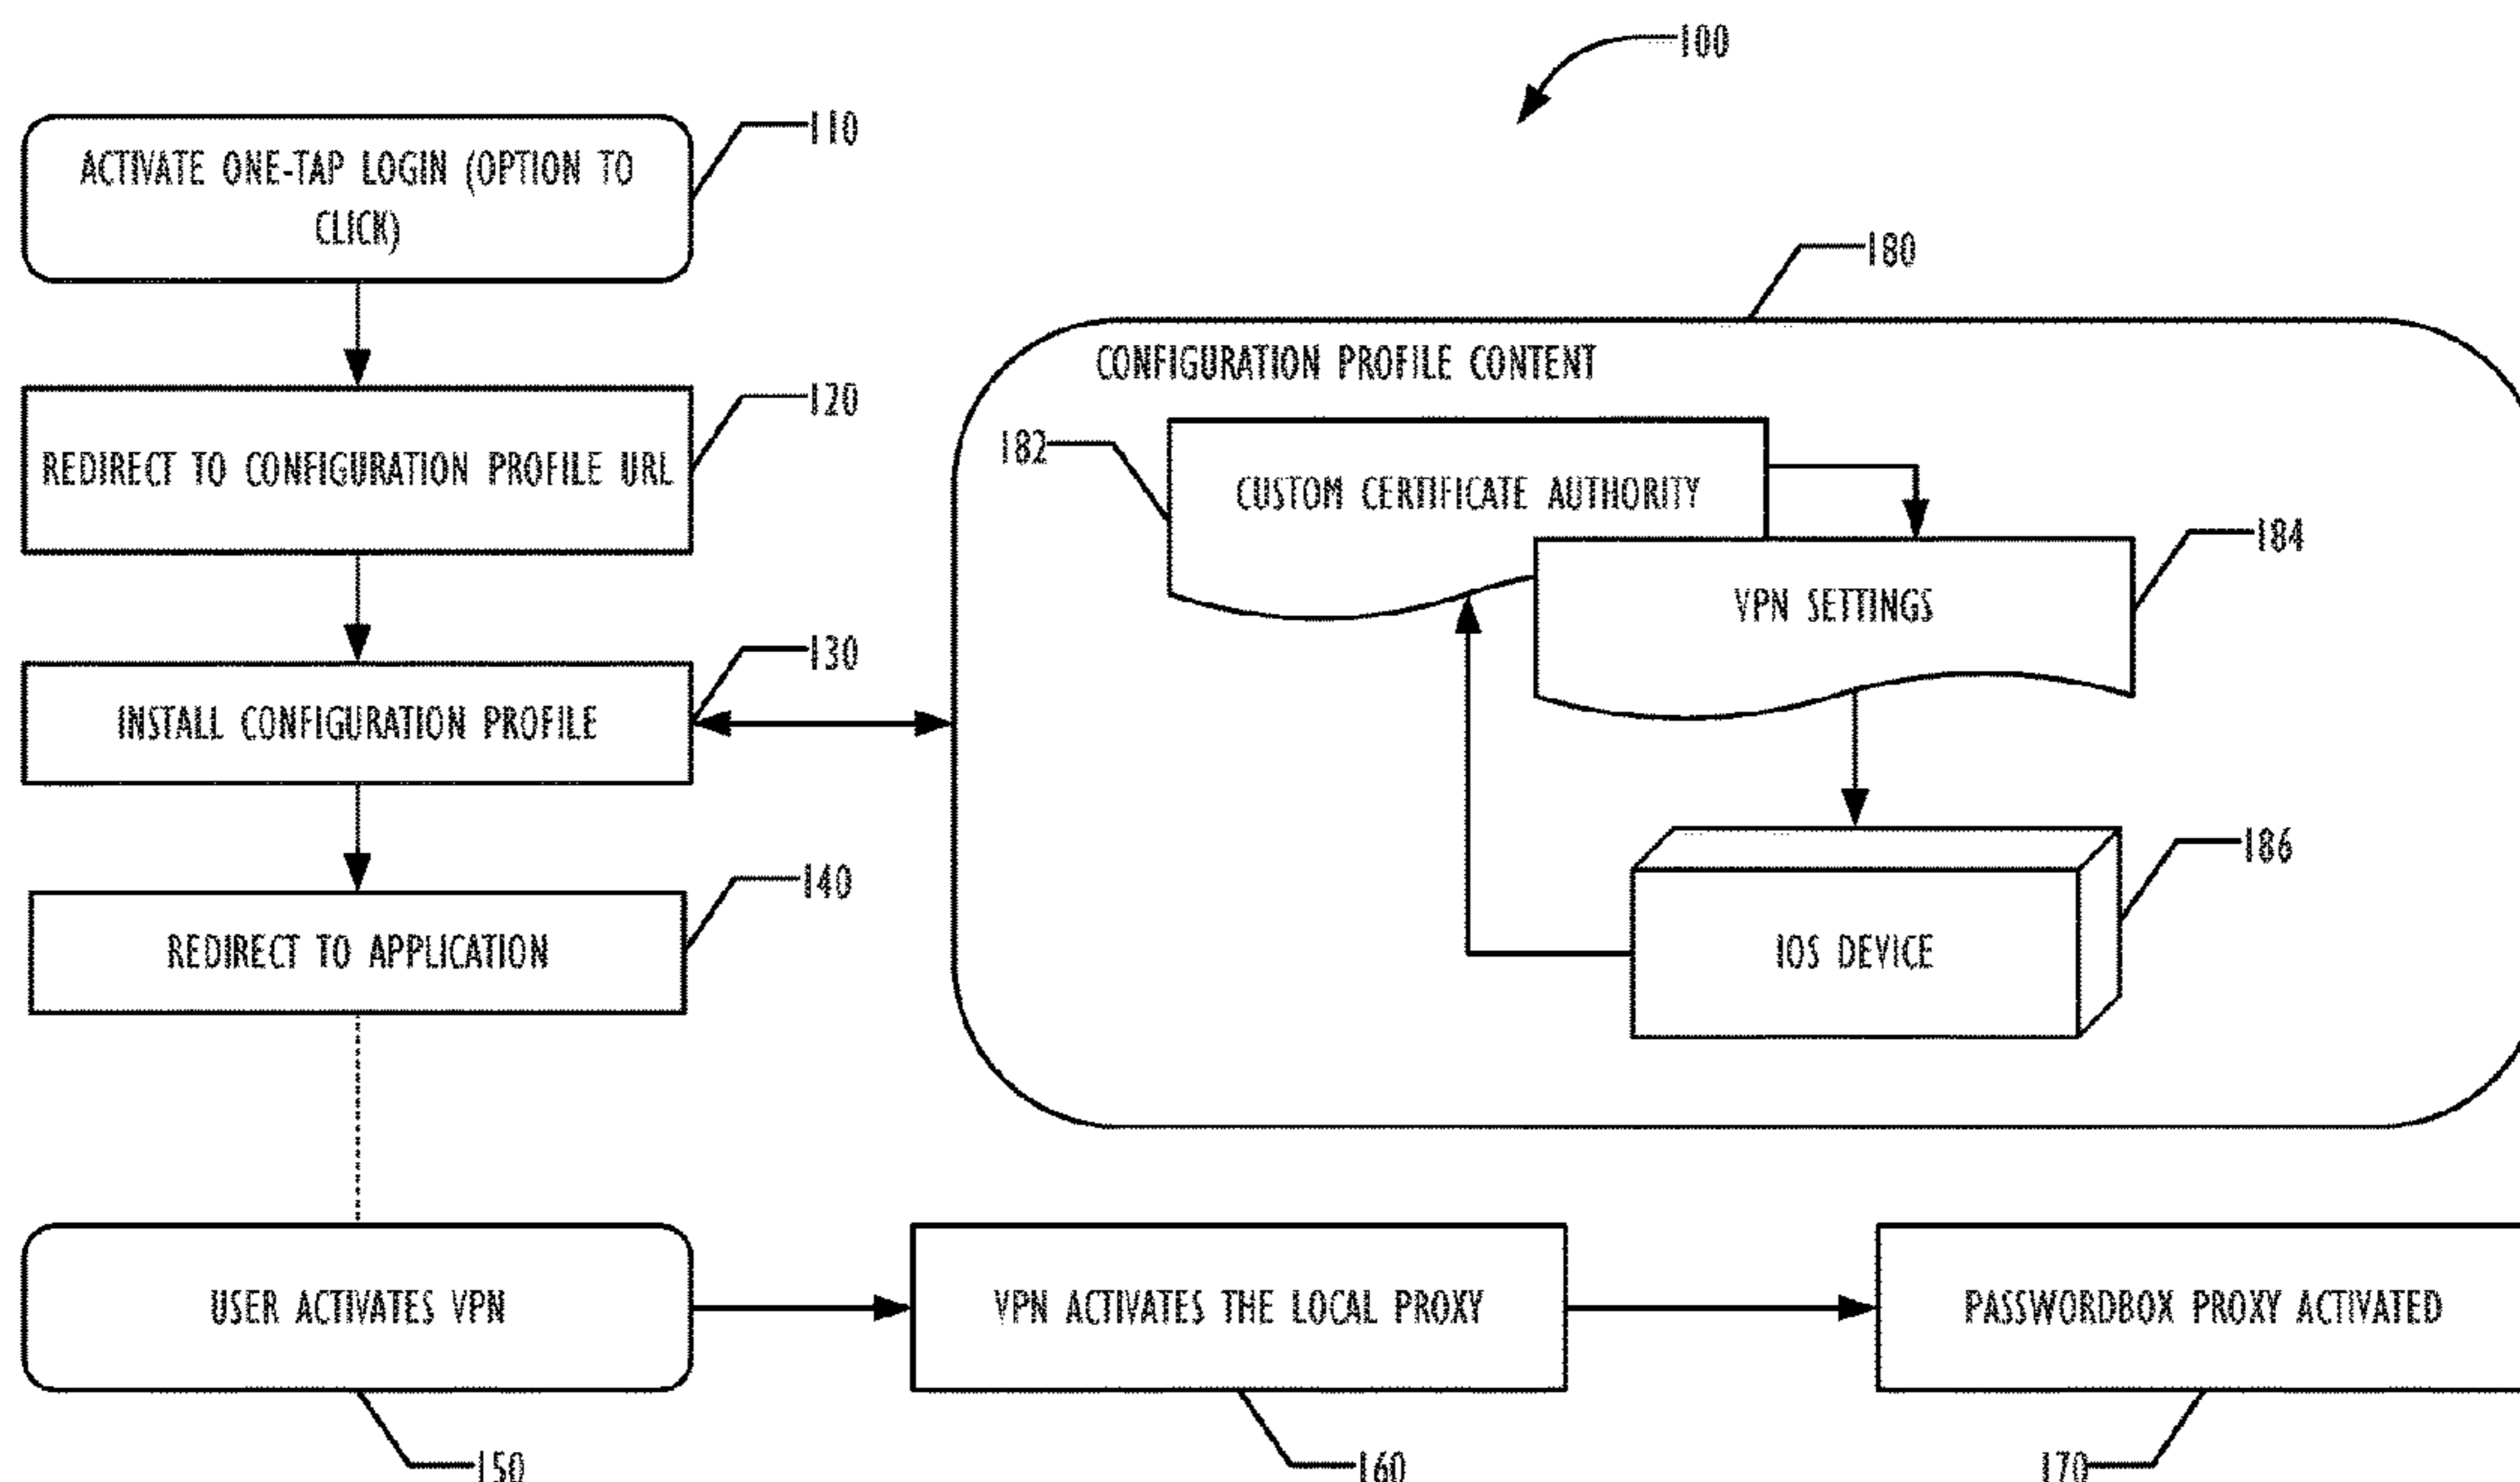 100
110
ACTIVATE ONE-TAP LOGIN (OPTION TO
CLICK)
180
CONFIGURATION PROFILE CONTENT
120
REDIRECT TO CONFIGURATION PROFILE URL
182
CUSTOM CERTIFICATE AUTHORITY
184
VPN SETTINGS
130
INSTALL CONFIGURATION PROFILE
186
IOS DEVICE
140
REDIRECT TO APPLICATION
USER ACTIVATES VPN
VPN ACTIVATES THE LOCAL PROXY
PASSWORDBOX PROXY ACTIVATED
150
160
170